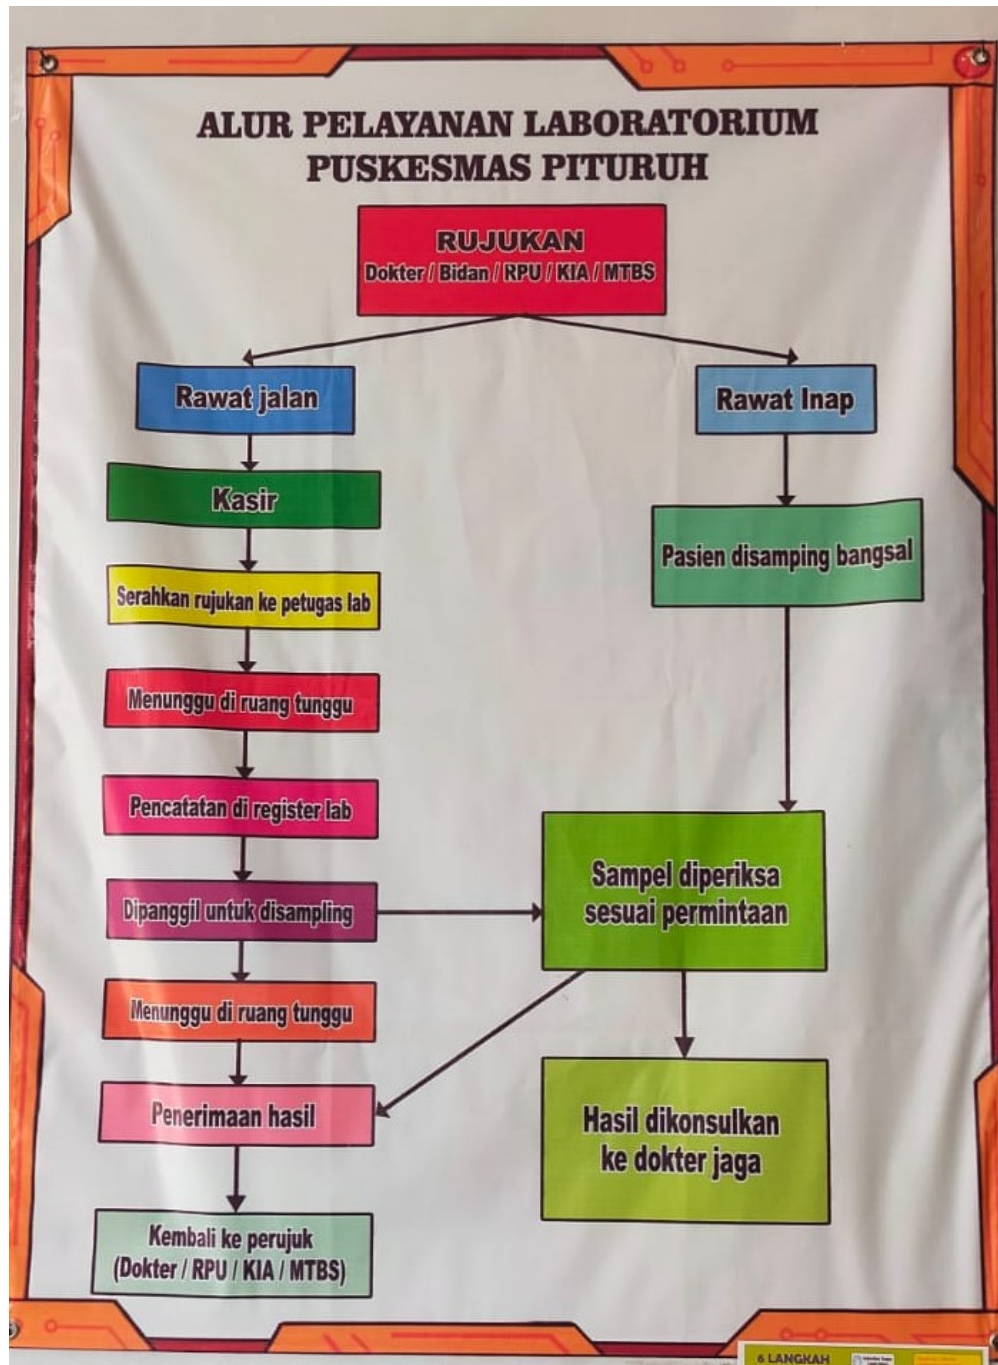 ALUR PELAYANAN LABORATORIUM
PUSKESMAS PITURUH
RUJUKAN
Dokter / Bidan / RPU / KIA / MTBS
Rawat jalan
Rawat Inap
Kasir
Pasien disamping bangsal
Serahkan rujukan ke petugas lab
Menunggu di ruang tunggu
Pencatatan di register lab
Dipanggil untuk disampling
Sampel diperiksa
sesuai permintaan
Menunggu di ruang tunggu
Penerimaan hasil
Hasil dikonsulkan
ke dokter jaga
Kembali ke perujuk
(Dokter / RPU / KIA / MTBS)
6 LANGKAH